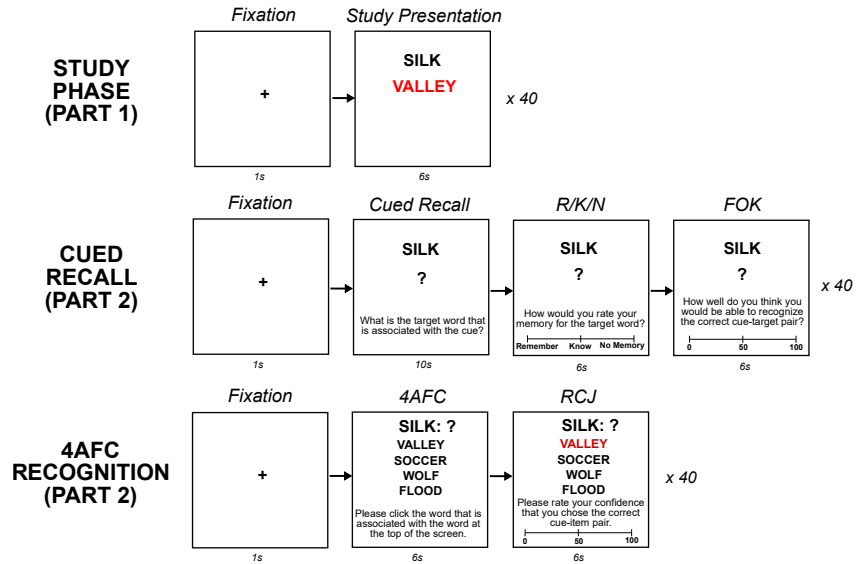 Fixation
Study Presentation
STUDY
PHASE
(PART 1)
+
SILK
VALLEY
x 40
1s
6s
Fixation
Cued Recall
R/K/N
FOK
CUED
RECALL
(PART 2)
+
SILK
?
What is the target word that
is associated with the cue?
SILK
?
How would you rate your
memory for the target word?
Remember Know No Memory
SILK
?
How well do you think you
would be able to recognize
the correct cue-target pair?
0 50 100
x 40
1s
10s
6s
6s
Fixation
4AFC
RCJ
4AFC
RECOGNITION
(PART 2)
+
SILK: ?
VALLEY
SOCCER
WOLF
FLOOD
Please click the word that is
associated with the word at
the top of the screen.
SILK: ?
VALLEY
SOCCER
WOLF
FLOOD
Please rate your confidence
that you chose the correct
cue-item pair.
0 50 100
x 40
1s
6s
6s